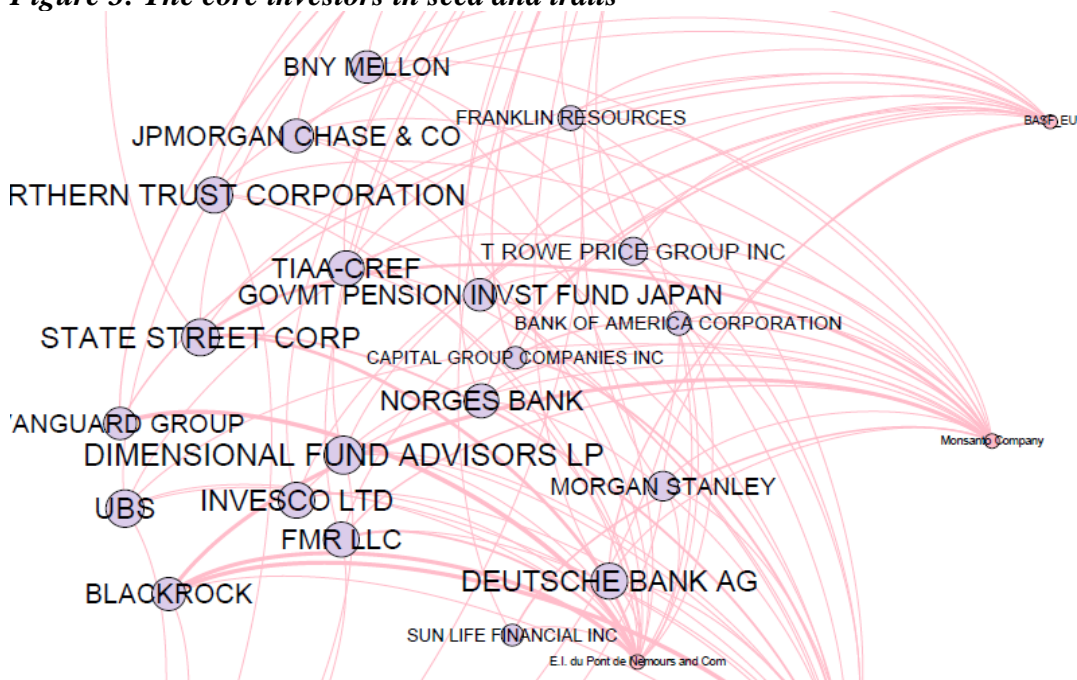 Figure 3: The core investors in seed and traits
BNY MELLON
FRANKLIN RESOURCES
BASF_EU
JPMORGAN CHASE & CO
RTHERN TRUST CORPORATION
T ROWE PRICE GROUP INC
TIAA-CREF
GOVMT PENSION INVST FUND JAPAN
BANK OF AMERICA CORPORATION
STATE STREET CORP
CAPITAL GROUP COMPANIES INC
NORGES BANK
VANGUARD GROUP
Monsanto Company
DIMENSIONAL FUND ADVISORS LP
MORGAN STANLEY
INVESCO LTD
UBS
FMR LLC
DEUTSCHE BANK AG
BLACKROCK
SUN LIFE FINANCIAL INC
E.I. du Pont de Nemours and Com